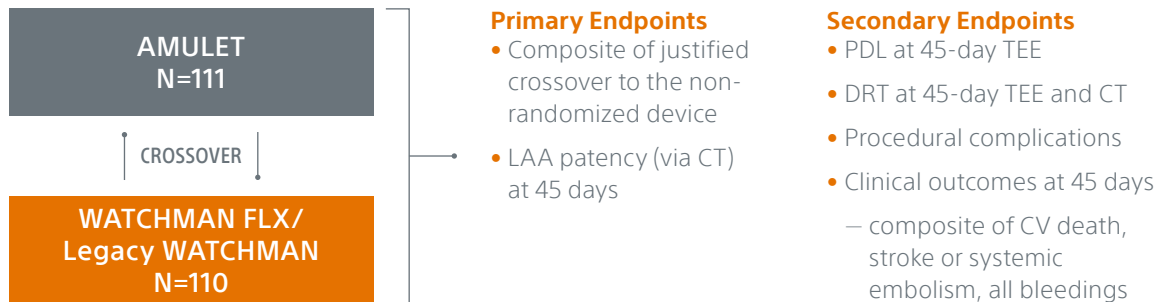 AMULET
N=111
CROSSOVER
WATCHMAN FLX/
Legacy WATCHMAN
N=110
Primary Endpoints
• Composite of justified
crossover to the non-
randomized device
• LAA patency (via CT)
at 45 days
Secondary Endpoints
• PDL at 45-day TEE
• DRT at 45-day TEE and CT
• Procedural complications
• Clinical outcomes at 45 days
– composite of CV death,
stroke or systemic
embolism, all bleedings